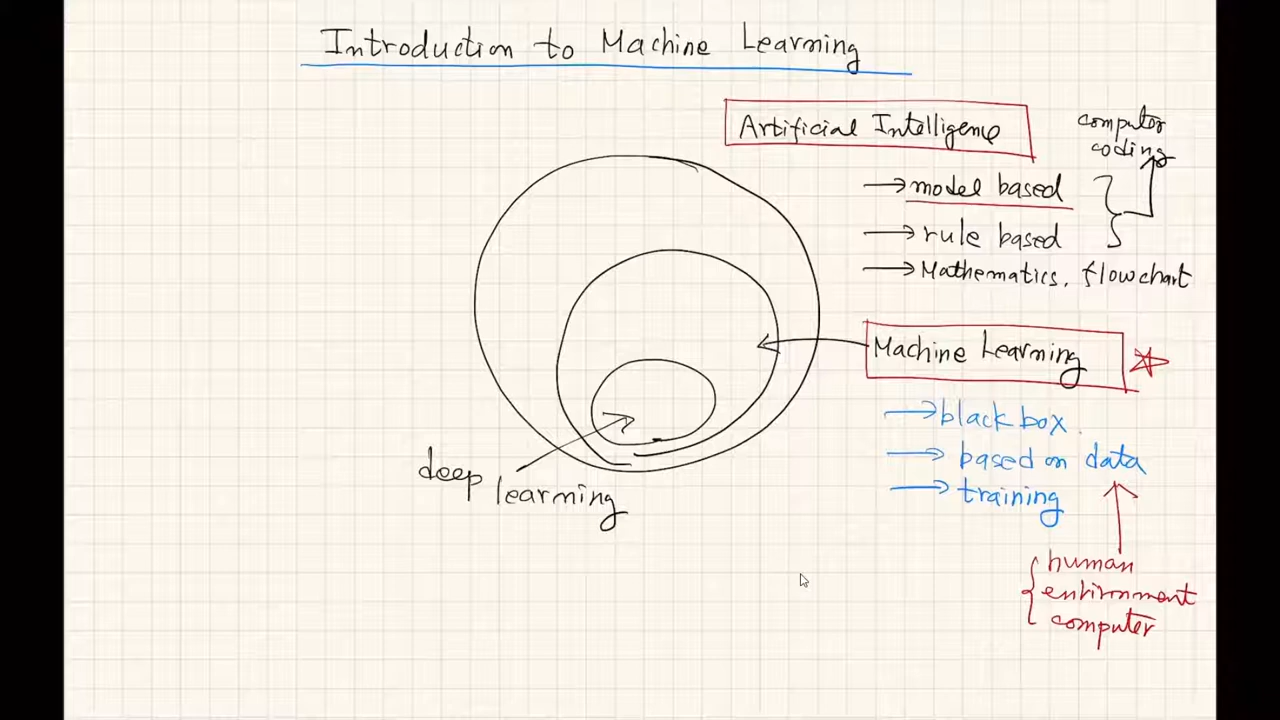 Introduction to Machine Learning
Artificial Intelligence
computer
coding
→ model based
→ rule based
→ Mathematics, flowchart
Machine Learning
→ black box
→ based on data
→ training
deep
learning
human
environment
computer